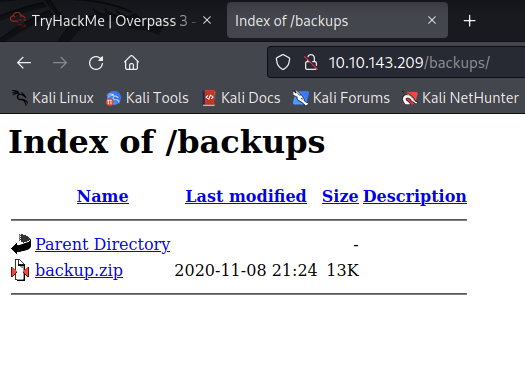 TryHackMe | Overpass 3 -
Index of /backups
10.10.143.209/backups/
Kali Linux Kali Tools Kali Docs Kali Forums Kali NetHunter
Index of /backups
Name Last modified Size Description
Parent Directory -
backup.zip 2020-11-08 21:24 13K